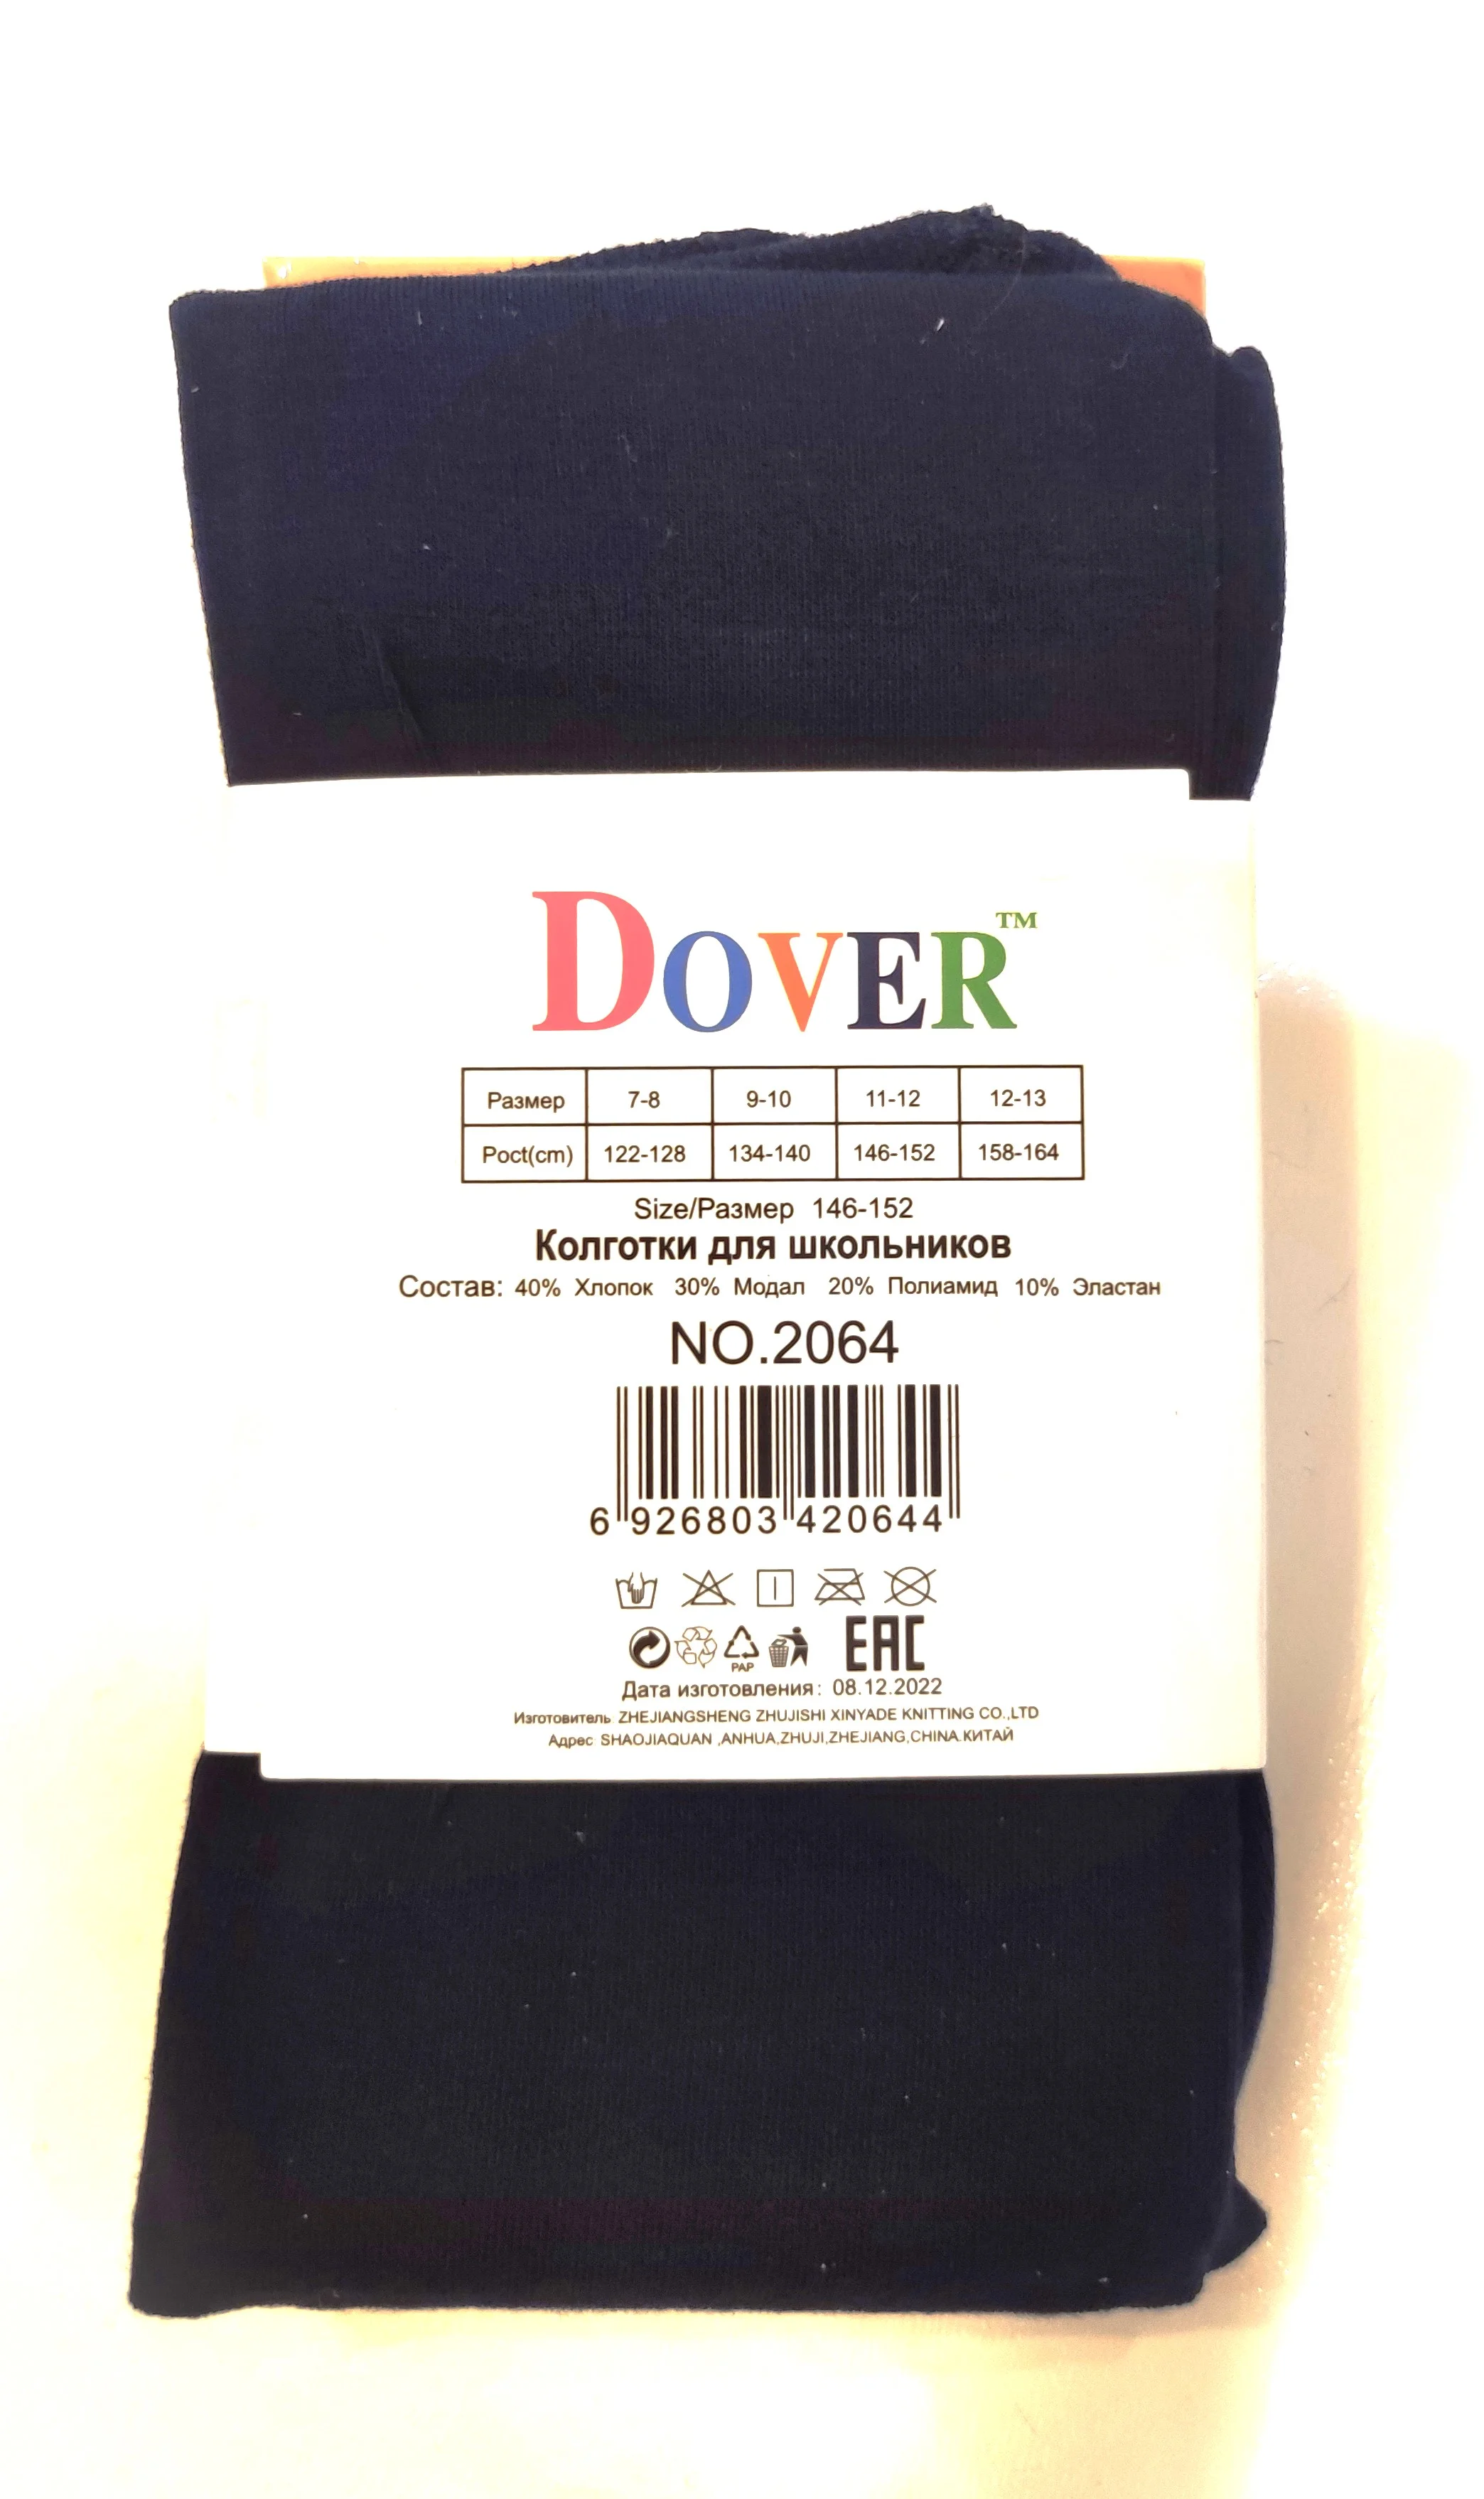 DOVER™
Размер 7-8 9-10 11-12 12-13
Рост(cm) 122-128 134-140 146-152 158-164
Size/Размер 146-152
Колготки для школьников
Состав: 40% Хлопок 30% Модал 20% Полиамид 10% Эластан
NO.2064
6 926803 420644
PAP
EAC
Дата изготовления: 08.12.2022
Изготовитель: ZHEJIANGSHENG ZHUJISHI XINYADE KNITTING CO.,LTD
Адрес: SHAOJIAQUAN ,ANHUA,ZHUJI,ZHEJIANG,CHINA.КИТАЙ